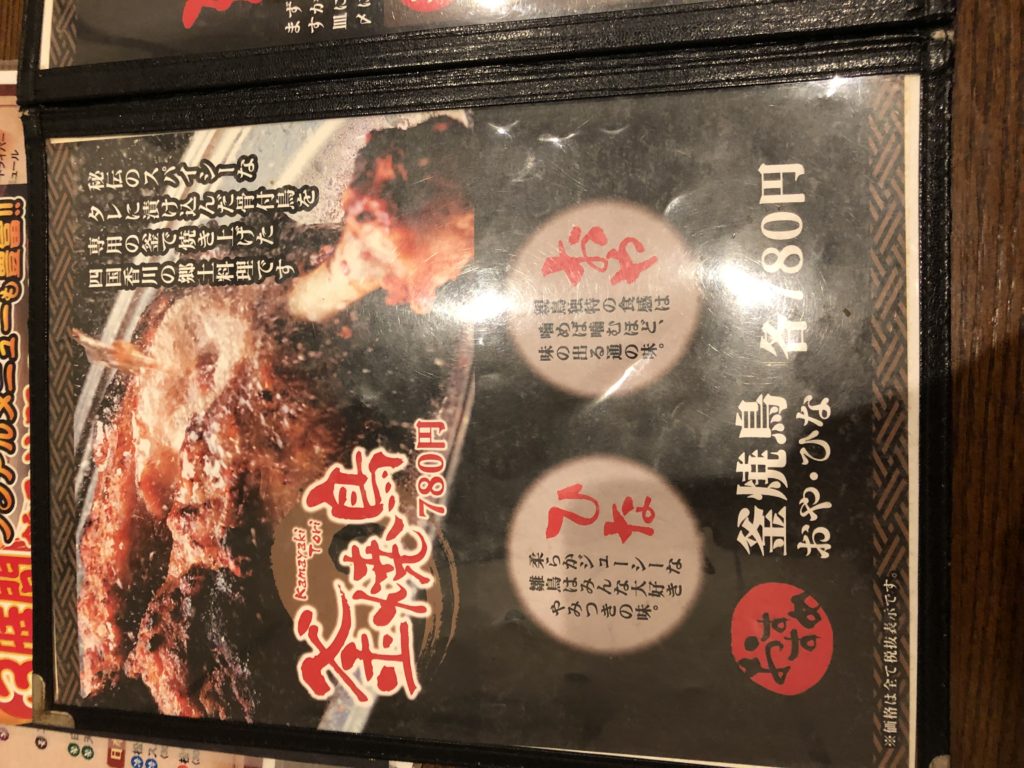 秘伝のスパイシーな
タレに漬け込んだ骨付鳥を
専用の釜で焼き上げた
四国香川の郷土料理です
Kamayaki
TORI
釜焼鳥
780円
おや
親鳥独特の食感は
噛めば噛むほど、
味の出る通の味。
ひな
柔らかジューシーな
雛鳥はみんな大好き
やみつきの味。
おすすめ
釜焼鳥
おや・ひな
各780円
※価格は全て税抜表示です。